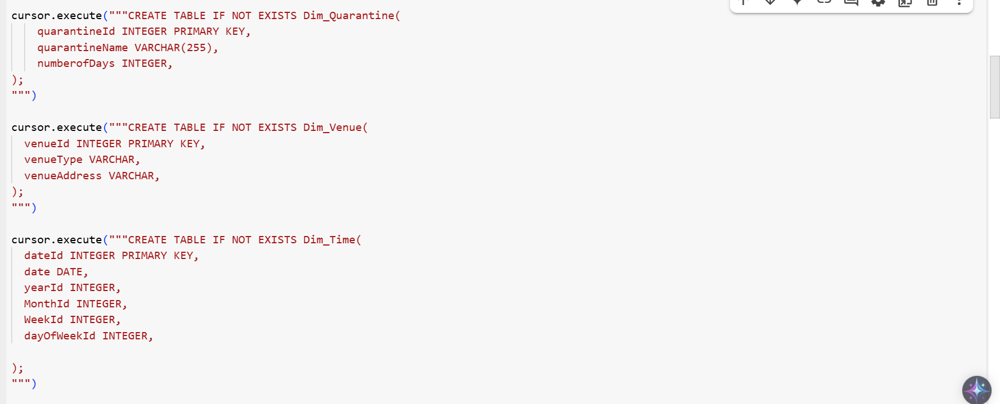 cursor.execute("""CREATE TABLE IF NOT EXISTS Dim_Quarantine(
quarantineId INTEGER PRIMARY KEY,
quarantineName VARCHAR(255),
numberofDays INTEGER,
);
""")
cursor.execute("""CREATE TABLE IF NOT EXISTS Dim_Venue(
venueId INTEGER PRIMARY KEY,
venueType VARCHAR,
venueAddress VARCHAR,
);
""")
cursor.execute("""CREATE TABLE IF NOT EXISTS Dim_Time(
dateId INTEGER PRIMARY KEY,
date DATE,
yearId INTEGER,
MonthId INTEGER,
WeekId INTEGER,
dayOfWeekId INTEGER,
);
""")